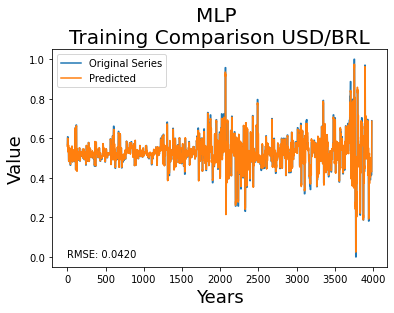 MLP
Training Comparison USD/BRL
Original Series
Predicted
1.0
0.8
0.6
0.4
0.2
0.0
Value
RMSE: 0.0420
0 500 1000 1500 2000 2500 3000 3500 4000
Years